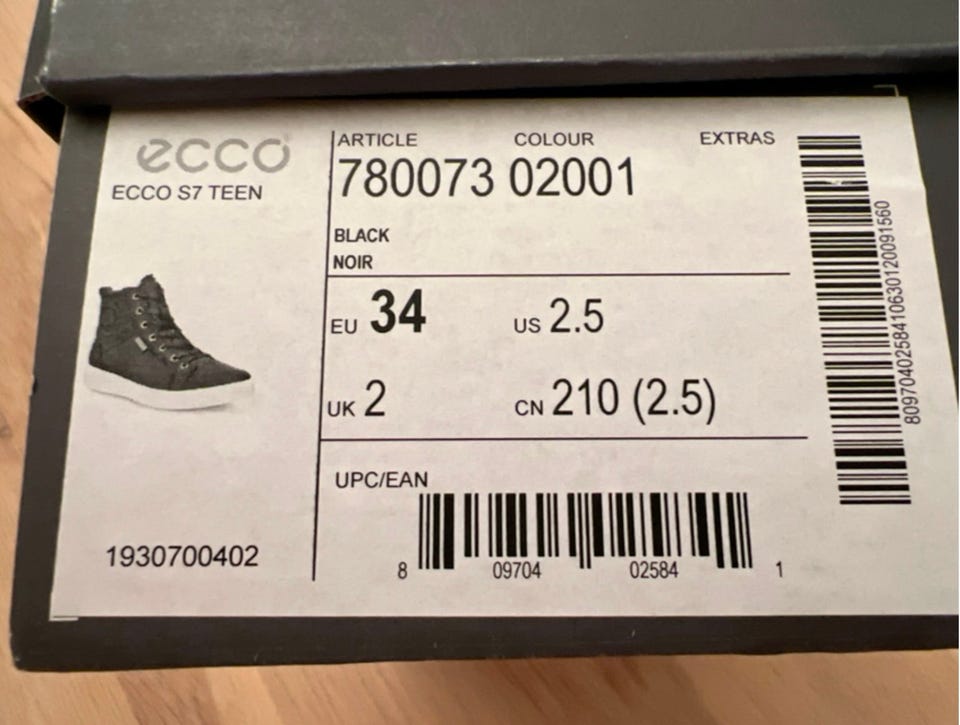 ecco
ECCO S7 TEEN
ARTICLE COLOUR EXTRAS
780073 02001
BLACK
NOIR
EU 34 US 2.5
UK 2 CN 210 (2.5)
UPC/EAN
8 09704 02584 1
1930700402
8097040258410630120091560